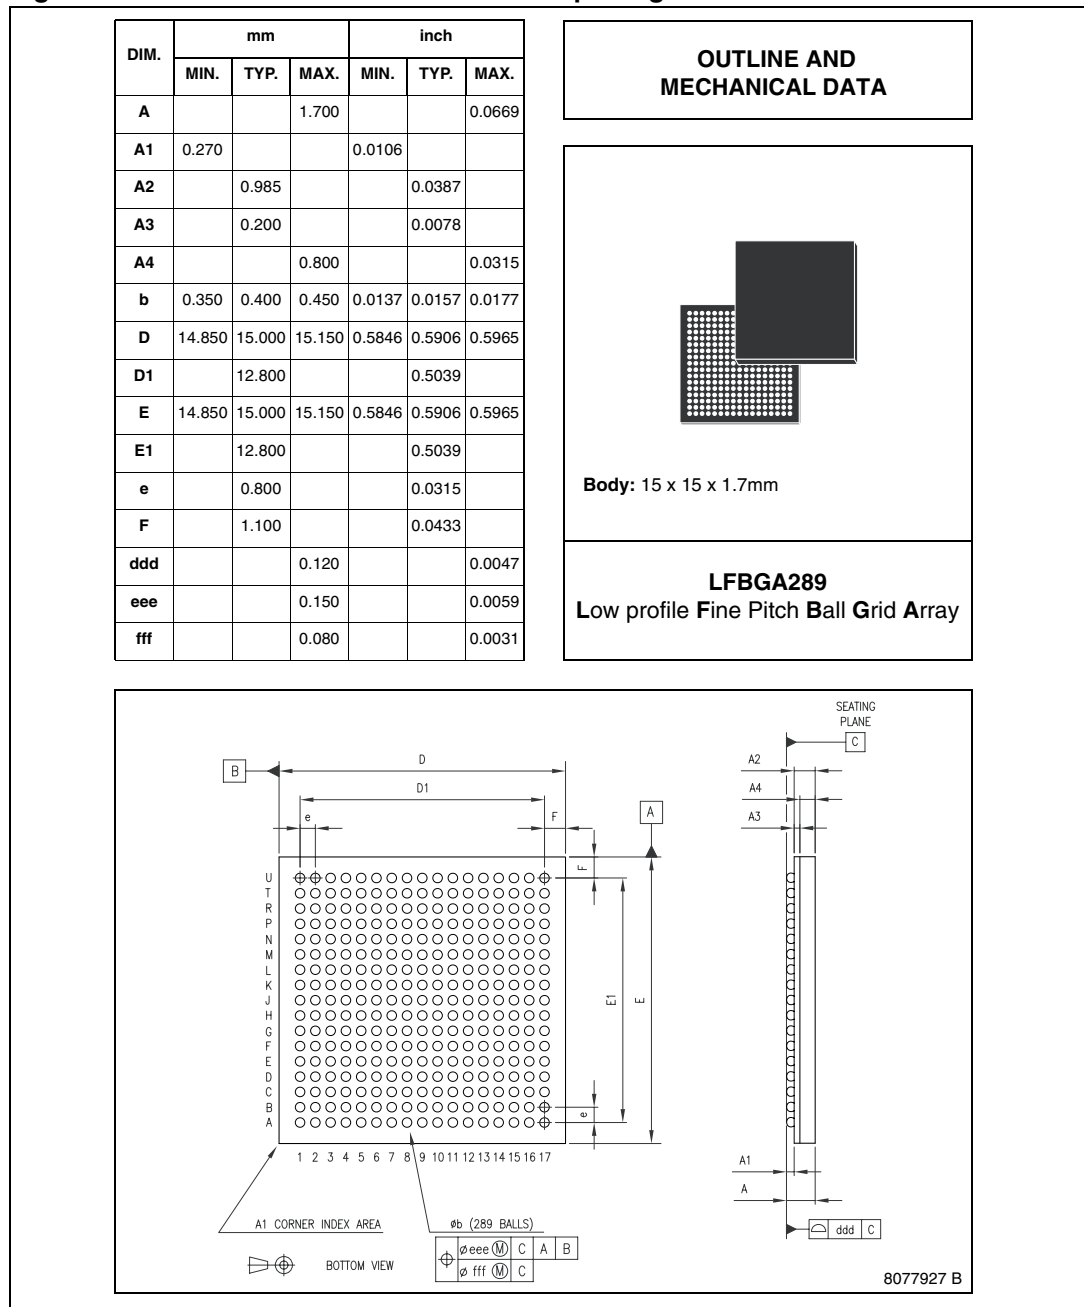 DIM. mm inch
MIN. TYP. MAX. MIN. TYP. MAX.
A 1.700 0.0669
A1 0.270 0.0106
A2 0.985 0.0387
A3 0.200 0.0078
A4 0.800 0.0315
b 0.350 0.400 0.450 0.0137 0.0157 0.0177
D 14.850 15.000 15.150 0.5846 0.5906 0.5965
D1 12.800 0.5039
E 14.850 15.000 15.150 0.5846 0.5906 0.5965
E1 12.800 0.5039
e 0.800 0.0315
F 1.100 0.0433
ddd 0.120 0.0047
eee 0.150 0.0059
fff 0.080 0.0031
OUTLINE AND
MECHANICAL DATA
Body: 15 x 15 x 1.7mm
LFBGA289
Low profile Fine Pitch Ball Grid Array
SEATING
PLANE
C
A2
A4
A3
B
D
D1
e
F
A
F
U
T
R
P
N
M
L
K
J
H
G
F
E
D
C
B
A
E1
E
e
1 2 3 4 5 6 7 8 9 10 11 12 13 14 15 16 17
A1
A
ddd C
A1 CORNER INDEX AREA
øb (289 BALLS)
ø eee Ⓜ C A B
ø fff Ⓜ C
BOTTOM VIEW
8077927 B